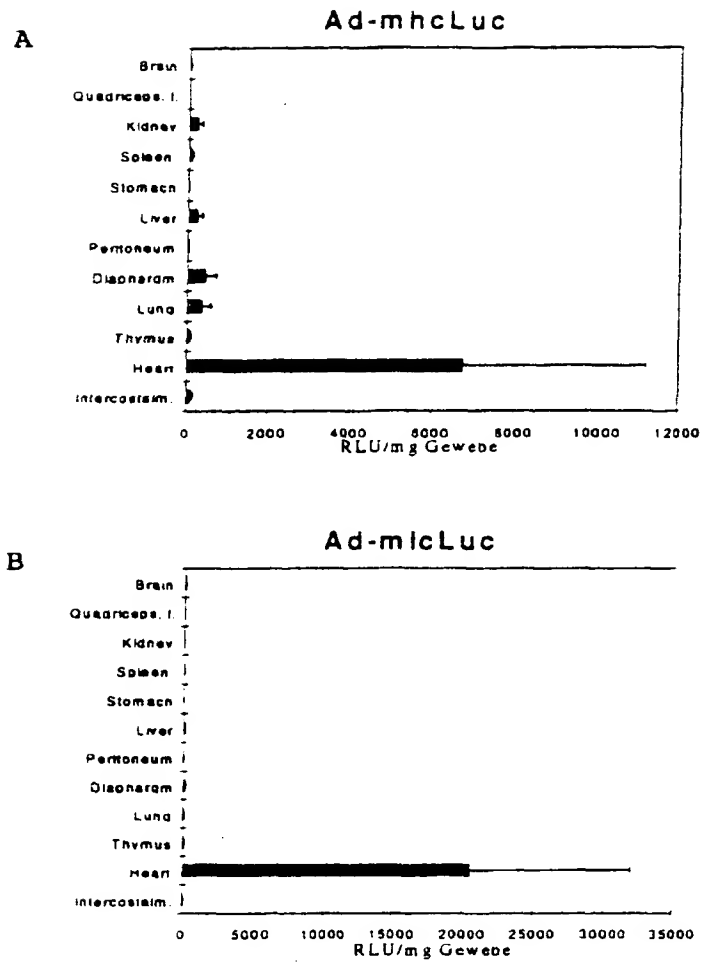 A
Ad-mhcLuc
Brain
Quadriceps. f.
Kidney
Spleen
Stomach
Liver
Peritoneum
Diapharqm
Lung
Thymus
Heart
Intercostalm.
0 2000 4000 6000 8000 10000 12000
RLU/mg Gewebe
B
Ad-mlcLuc
Brain
Quadriceps. f.
Kidney
Spleen
Stomach
Liver
Peritoneum
Diapharqm
Lung
Thymus
Heart
Intercostalm.
0 5000 10000 15000 20000 25000 30000 35000
RLU/mg Gewebe